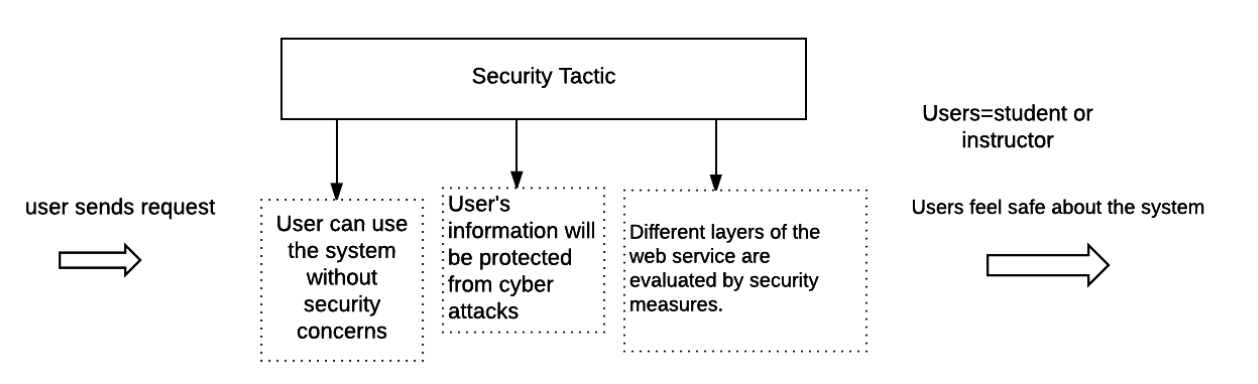 Security Tactic
Users=student or
instructor
user sends request
User can use
the system
without
security
concerns
User's
information will
be protected
from cyber
attacks
Different layers of the
web service are
evaluated by security
measures.
Users feel safe about the system